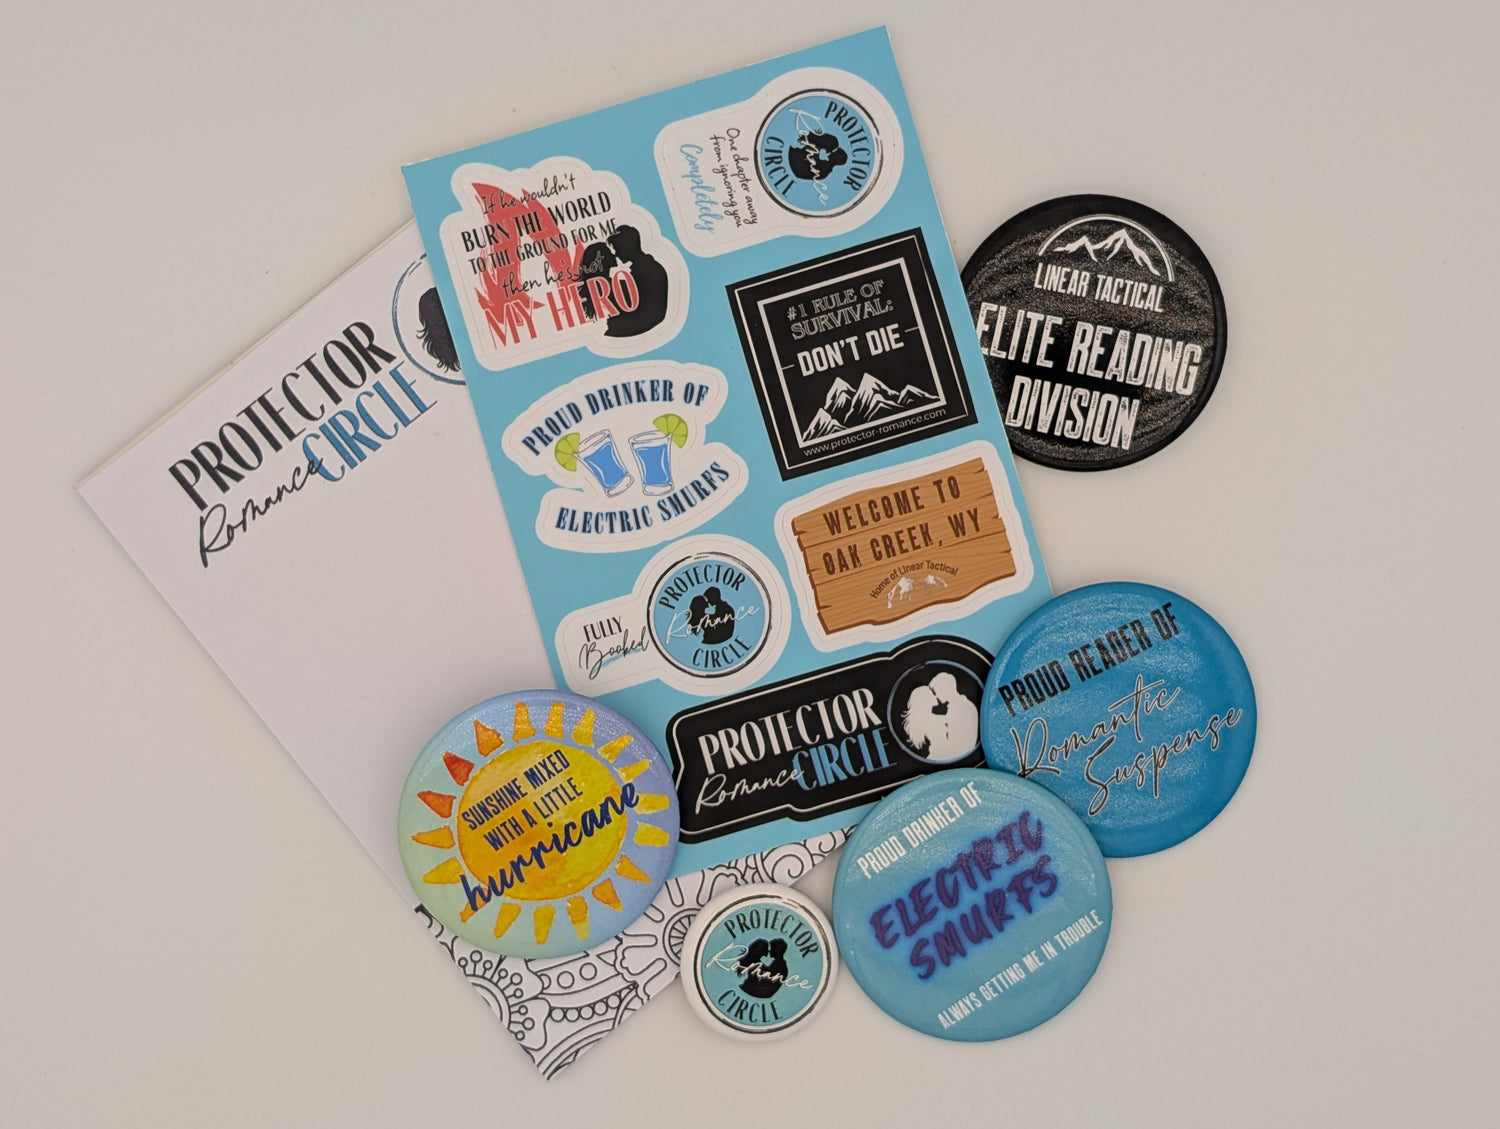 PROTECTOR
Romance CIRCLE
If he wouldn't
BURN THE WORLD
TO THE GROUND FOR ME
then he's not
MY HERO
PROTECTOR
Romance
CIRCLE
One chapter away
from ignoring you
Completely
#1 RULE OF
SURVIVAL:
DON'T DIE
www.protector-romance.com
PROUD DRINKER OF
ELECTRIC SMURFS
WELCOME TO
OAK CREEK, WY
Home of Linear Tactical
FULLY
Booked
PROTECTOR
Romance
CIRCLE
PROTECTOR
Romance CIRCLE
LINEAR TACTICAL
ELITE READING
DIVISION
PROUD READER OF
Romantic
Suspense
SUNSHINE MIXED
WITH A LITTLE
hurricane
PROTECTOR
Romance
CIRCLE
PROUD DRINKER OF
ELECTRIC
SMURFS
ALWAYS GETTING ME IN TROUBLE